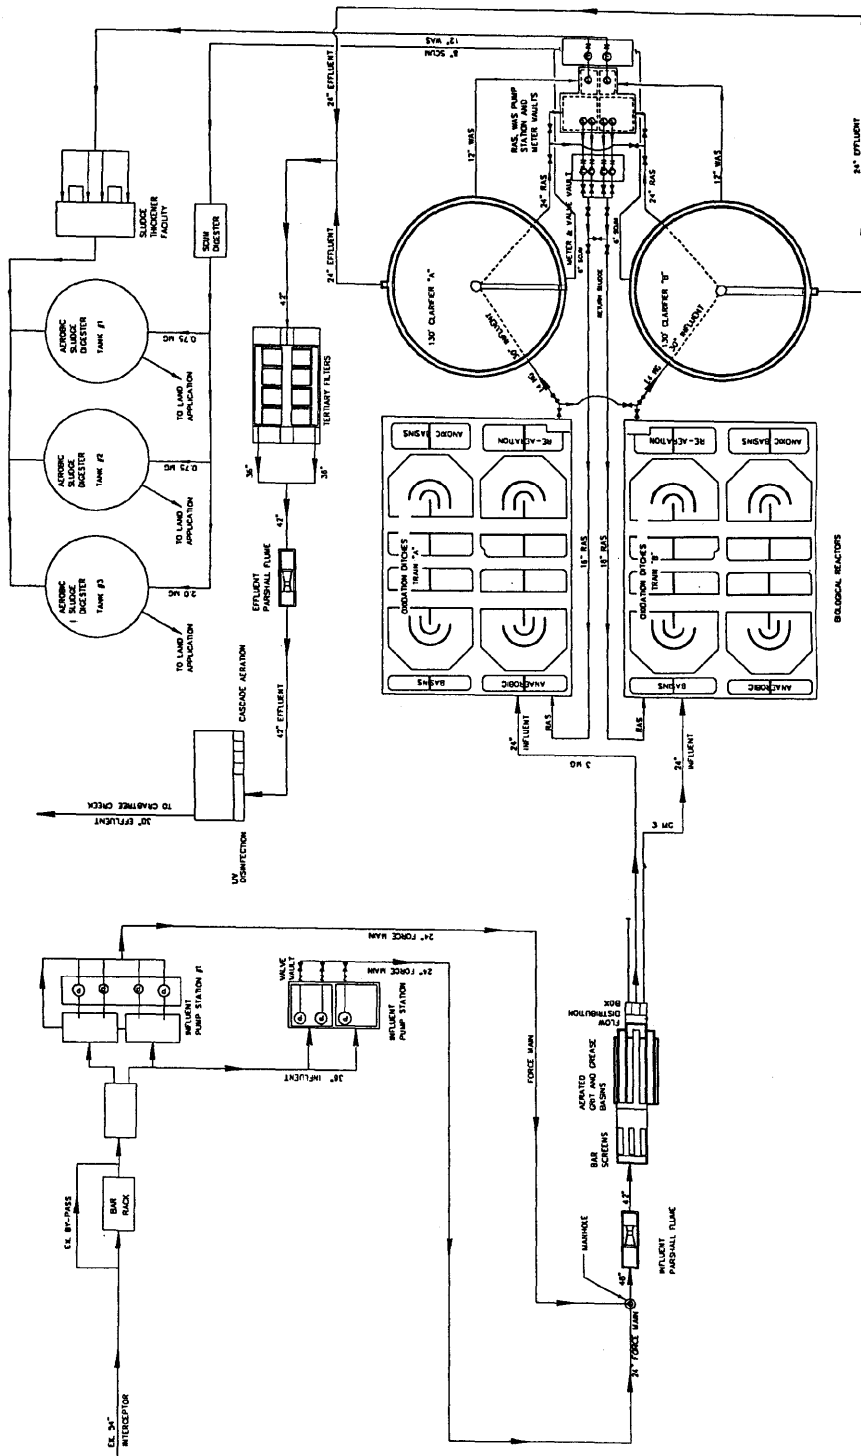 12" WAS
8" SCUM
24" EFFLUENT
SLUDGE
THICKENER
FACILITY
SCUM
DIGESTER
AEROBIC
SLUDGE
DIGESTER
TANK #1
0.75 MG
TO LAND
APPLICATION
AEROBIC
SLUDGE
DIGESTER
TANK #2
0.75 MG
TO LAND
APPLICATION
AEROBIC
SLUDGE
DIGESTER
TANK #3
2.0 MG
TO LAND
APPLICATION
24" EFFLUENT
42"
TERTIARY FILTERS
36"
36"
42"
EFFLUENT
PARSHALL FLUME
42" EFFLUENT
CASCADE AERATION
UV
DISINFECTION
30" EFFLUENT
TO CRABTREE CREEK
RAS, WAS PUMP
STATION AND
METER VAULTS
12" WAS
24" RAS
METER & VALVE VAULT
6" SCUM
RETURN SLUDGE
6" SCUM
24" RAS
12" WAS
24" EFFLUENT
130' CLARIFIER "A"
30" INFLUENT
14 MG
130' CLARIFIER "B"
30" INFLUENT
14 MG
ANOXIC BASINS
RE-AERATION
OXIDATION DITCHES
TRAIN "A"
BASINS
ANAEROBIC
18" RAS
18" RAS
RE-AERATION
ANOXIC BASINS
OXIDATION DITCHES
TRAIN "B"
BASINS
ANAEROBIC
BIOLOGICAL REACTORS
24"
INFLUENT
RAS
3 MG
RAS
24"
INFLUENT
3 MG
INFLUENT
PUMP STATION #1
24" FORCE MAIN
VALVE
VAULT
24" FORCE MAIN
INFLUENT
PUMP STATION
36" INFLUENT
FORCE MAIN
BAR
RACK
EX. BY-PASS
EX. 54"
INTERCEPTOR
FLOW
DISTRIBUTION
BOX
AERATED
GRIT AND GREASE
BASINS
BAR
SCREENS
42"
INFLUENT
PARSHALL FLUME
MANHOLE
48"
24" FORCE MAIN